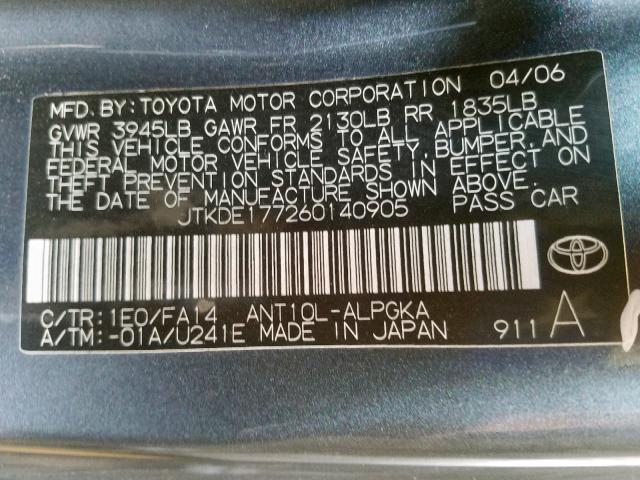 MFD. BY: TOYOTA MOTOR CORPORATION 04/06
GVWR 3945LB GAWR FR 2130LB RR 1835LB
THIS VEHICLE CONFORMS TO ALL APPLICABLE
FEDERAL MOTOR VEHICLE SAFETY, BUMPER, AND
THEFT PREVENTION STANDARDS IN EFFECT ON
THE DATE OF MANUFACTURE SHOWN ABOVE.
JTKDE177260140905 PASS CAR
C/TR: 1E0/FA14 ANT10L-ALPGKA
A/TM: -01A/U241E MADE IN JAPAN 911 A